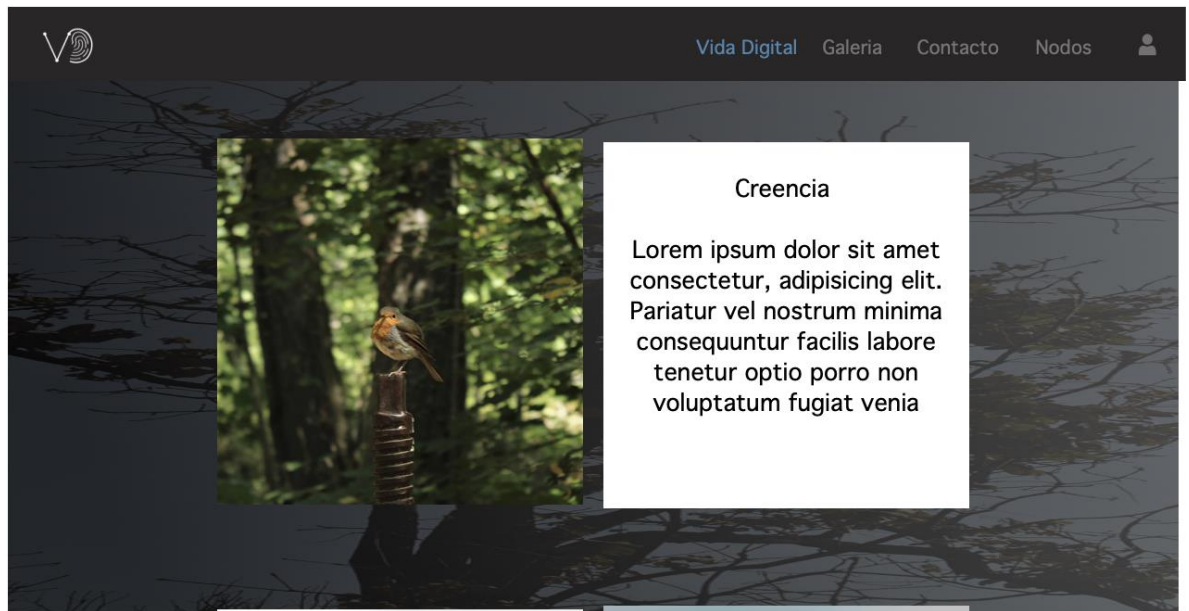 VD
Vida Digital Galeria Contacto Nodos
Creencia
Lorem ipsum dolor sit amet
consectetur, adipisicing elit.
Pariatur vel nostrum minima
consequuntur facilis labore
tenetur optio porro non
voluptatum fugiat venia